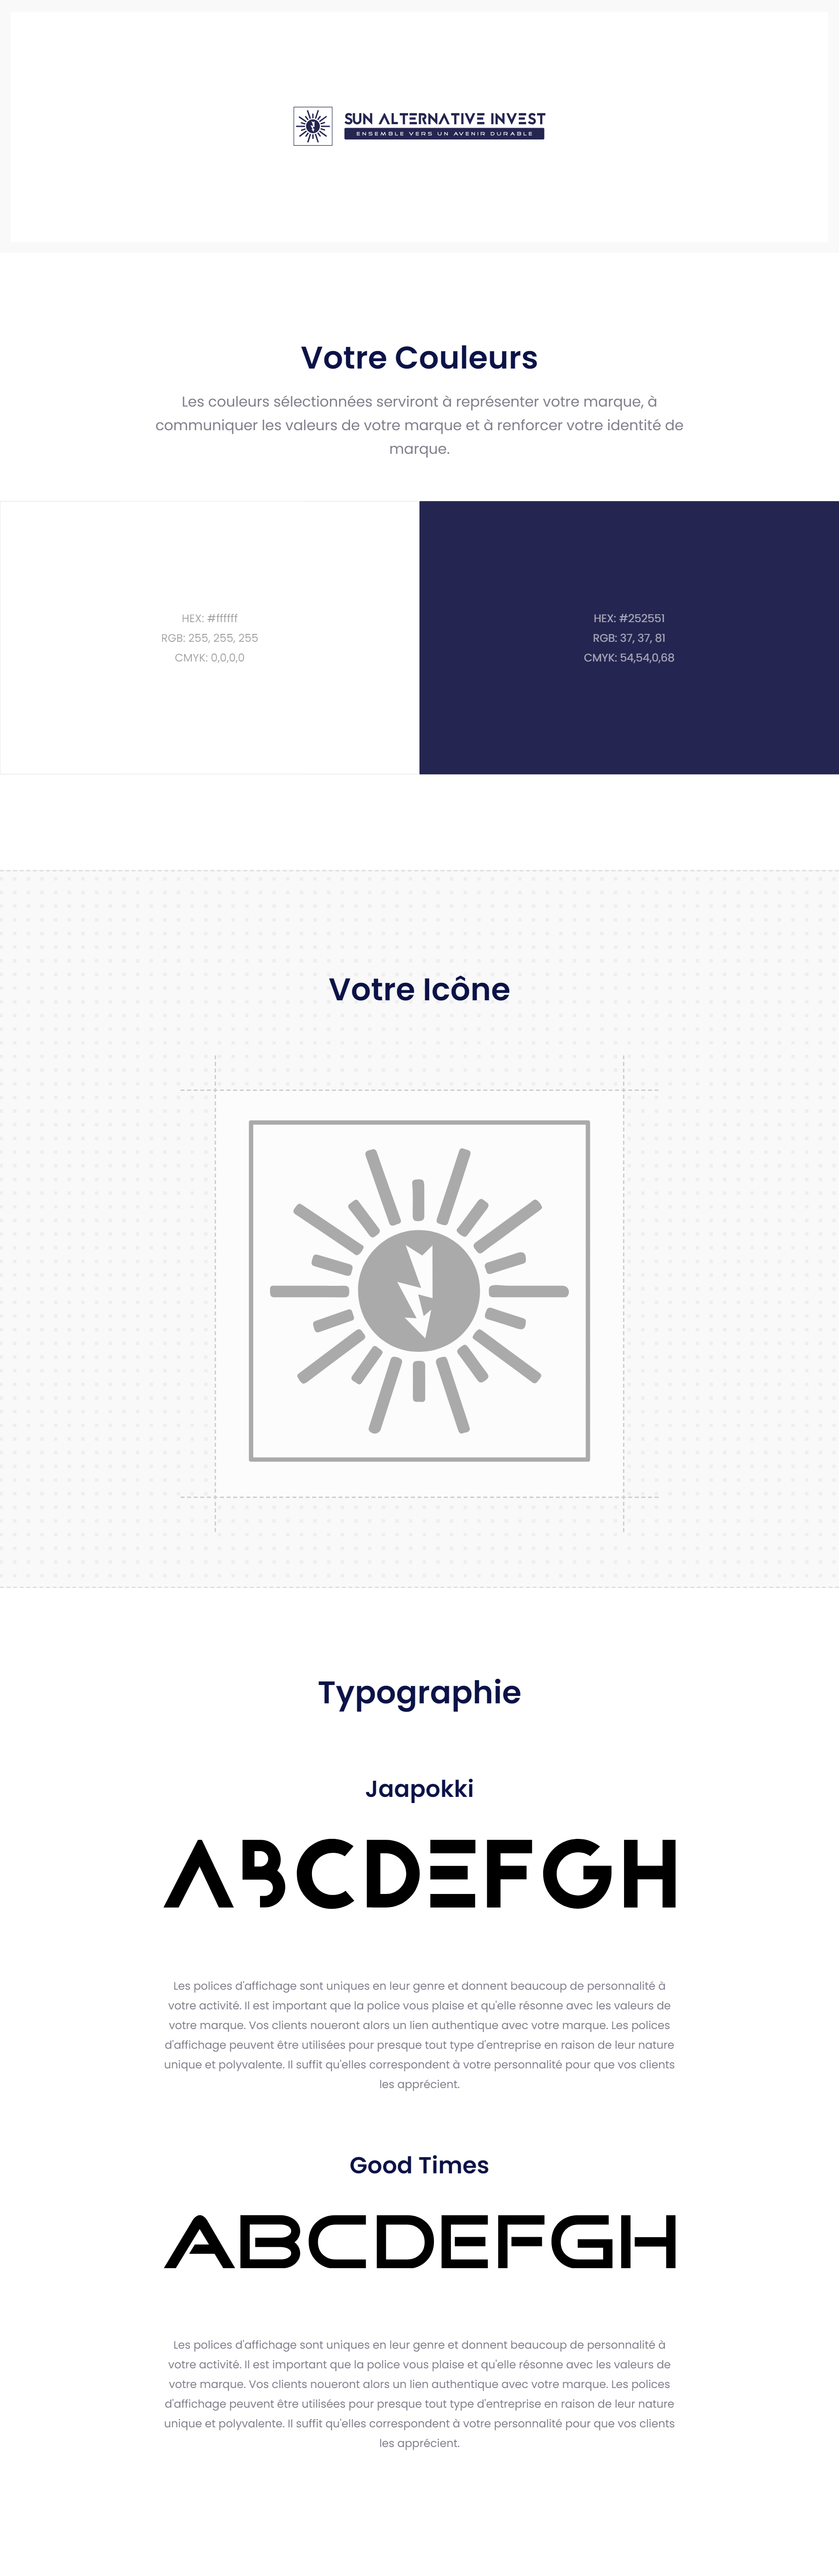 SUN ALTERNATIVE INVEST
ENSEMBLE VERS UN AVENIR DURABLE
Votre Couleurs
Les couleurs sélectionnées serviront à représenter votre marque, à
communiquer les valeurs de votre marque et à renforcer votre identité de
marque.
HEX: #ffffff
RGB: 255, 255, 255
CMYK: 0,0,0,0
HEX: #252551
RGB: 37, 37, 81
CMYK: 54,54,0,68
Votre Icône
Typographie
Jaapokki
ABCDEFGH
Les polices d'affichage sont uniques en leur genre et donnent beaucoup de personnalité à
votre activité. Il est important que la police vous plaise et qu'elle résonne avec les valeurs de
votre marque. Vos clients noueront alors un lien authentique avec votre marque. Les polices
d'affichage peuvent être utilisées pour presque tout type d'entreprise en raison de leur nature
unique et polyvalente. Il suffit qu'elles correspondent à votre personnalité pour que vos clients
les apprécient.
Good Times
ABCDEFGH
Les polices d'affichage sont uniques en leur genre et donnent beaucoup de personnalité à
votre activité. Il est important que la police vous plaise et qu'elle résonne avec les valeurs de
votre marque. Vos clients noueront alors un lien authentique avec votre marque. Les polices
d'affichage peuvent être utilisées pour presque tout type d'entreprise en raison de leur nature
unique et polyvalente. Il suffit qu'elles correspondent à votre personnalité pour que vos clients
les apprécient.